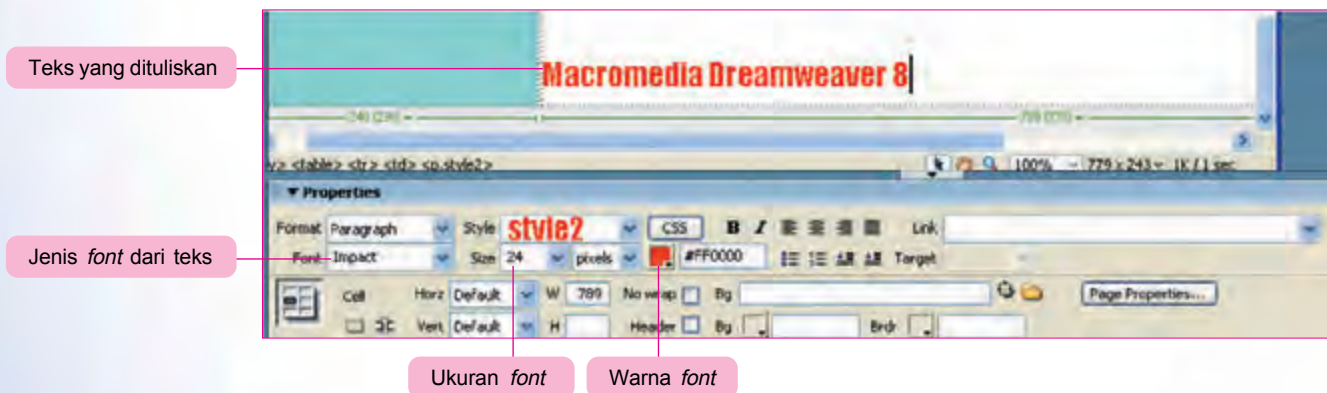 Teks yang dituliskan
Macromedia Dreamweaver 8
100% 779 x 243 1K / 1 sec
<table> <tr> <td> <p.style2>
Properties
Format Paragraph Style style2 CSS B I Link
Jenis font dari teks
Font Impact Size 24 pixels #FF0000 Target
Cell Horz Default W 789 No wrap Bg Page Properties...
Vert Default H Header Bg Brdr
Ukuran font Warna font